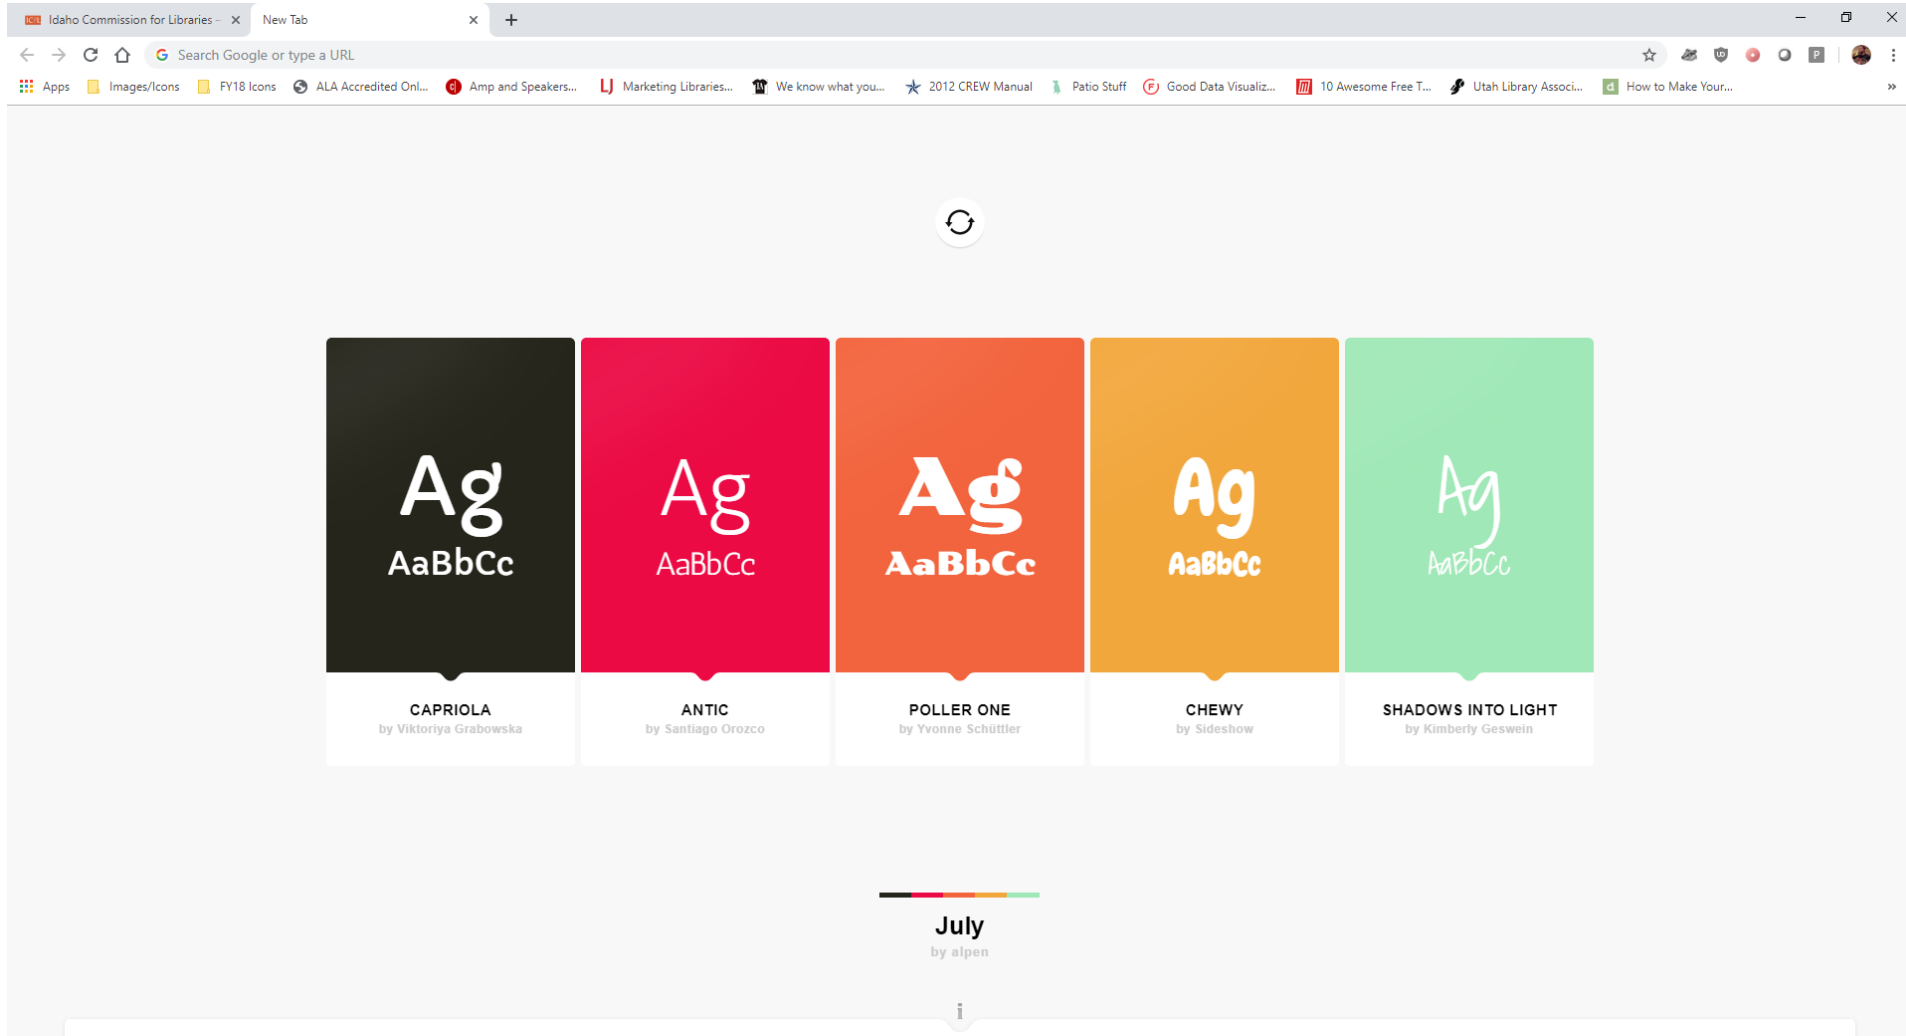 Idaho Commission for Libraries –
New Tab
Search Google or type a URL
Apps
Images/Icons
FY18 Icons
ALA Accredited Onl...
Amp and Speakers...
Marketing Libraries...
We know what you...
2012 CREW Manual
Patio Stuff
Good Data Visualiz...
10 Awesome Free T...
Utah Library Associ...
How to Make Your...
Ag
AaBbCc
CAPRIOLA
by Viktoriya Grabowska
Ag
AaBbCc
ANTIC
by Santiago Orozco
Ag
AaBbCc
POLLER ONE
by Yvonne Schüttler
Ag
AaBbCc
CHEWY
by Sideshow
Ag
AaBbCc
SHADOWS INTO LIGHT
by Kimberly Geswein
July
by alpen
i